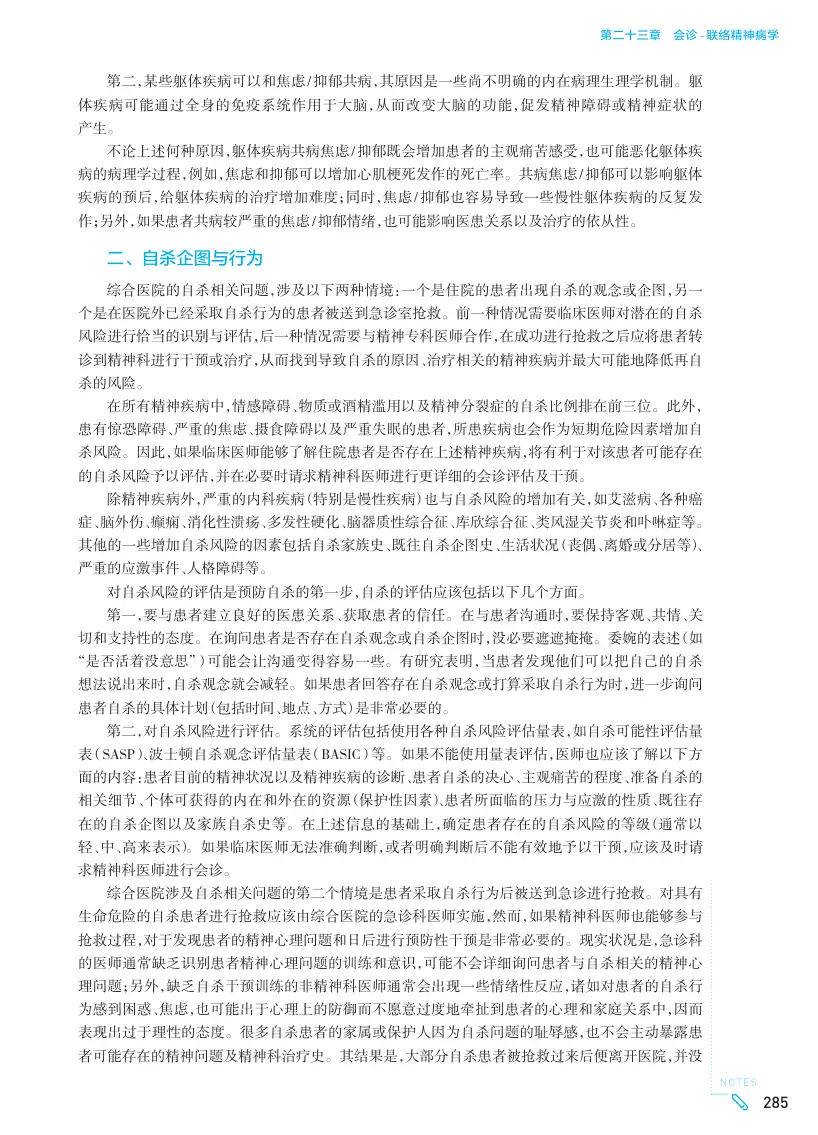 第二十三章 会诊-联络精神病学
第二,某些躯体疾病可以和焦虑/抑郁共病,其原因是一些尚不明确的内在病理生理学机制。躯
体疾病可能通过全身的免疫系统作用于大脑,从而改变大脑的功能,促发精神障碍或精神症状的
产生。
不论上述何种原因,躯体疾病共病焦虑/抑郁既会增加患者的主观痛苦感受,也可能恶化躯体疾
病的病理学过程,例如,焦虑和抑郁可以增加心肌梗死发作的死亡率。共病焦虑/抑郁可以影响躯体
疾病的预后,给躯体疾病的治疗增加难度;同时,焦虑/抑郁也容易导致一些慢性躯体疾病的反复发
作;另外,如果患者共病较严重的焦虑/抑郁情绪,也可能影响医患关系以及治疗的依从性。
二、自杀企图与行为
综合医院的自杀相关问题,涉及以下两种情境:一个是住院的患者出现自杀的观念或企图,另一
个是在医院外已经采取自杀行为的患者被送到急诊室抢救。前一种情况需要临床医师对潜在的自杀
风险进行恰当的识别与评估,后一种情况需要与精神专科医师合作,在成功进行抢救之后应将患者转
诊到精神科进行干预或治疗,从而找到导致自杀的原因、治疗相关的精神疾病并最大可能地降低再自
杀的风险。
在所有精神疾病中,情感障碍、物质或酒精滥用以及精神分裂症的自杀比例排在前三位。此外,
患有惊恐障碍、严重的焦虑、摄食障碍以及严重失眠的患者,所患疾病也会作为短期危险因素增加自
杀风险。因此,如果临床医师能够了解住院患者是否存在上述精神疾病,将有利于对该患者可能存在
的自杀风险予以评估,并在必要时请求精神科医师进行更详细的会诊评估及干预。
除精神疾病外,严重的内科疾病(特别是慢性疾病)也与自杀风险的增加有关,如艾滋病、各种癌
症、脑外伤、癫痫、消化性溃疡、多发性硬化、脑器质性综合征、库欣综合征、类风湿关节炎和卟啉症等。
其他的一些增加自杀风险的因素包括自杀家族史、既往自杀企图史、生活状况(丧偶、离婚或分居等)、
严重的应激事件、人格障碍等。
对自杀风险的评估是预防自杀的第一步,自杀的评估应该包括以下几个方面。
第一,要与患者建立良好的医患关系、获取患者的信任。在与患者沟通时,要保持客观、共情、关
切和支持性的态度。在询问患者是否存在自杀观念或自杀企图时,没必要遮遮掩掩。委婉的表述(如
“是否活着没意思”)可能会让沟通变得容易一些。有研究表明,当患者发现他们可以把自己的自杀
想法说出来时,自杀观念就会减轻。如果患者回答存在自杀观念或打算采取自杀行为时,进一步询问
患者自杀的具体计划(包括时间、地点、方式)是非常必要的。
第二,对自杀风险进行评估。系统的评估包括使用各种自杀风险评估量表,如自杀可能性评估量
表(SASP)、波士顿自杀观念评估量表(BASIC)等。如果不能使用量表评估,医师也应该了解以下方
面的内容:患者目前的精神状况以及精神疾病的诊断、患者自杀的决心、主观痛苦的程度、准备自杀的
相关细节、个体可获得的内在和外在的资源(保护性因素)、患者所面临的压力与应激的性质、既往存
在的自杀企图以及家族自杀史等。在上述信息的基础上,确定患者存在的自杀风险的等级(通常以
轻、中、高来表示)。如果临床医师无法准确判断,或者明确判断后不能有效地予以干预,应该及时请
求精神科医师进行会诊。
综合医院涉及自杀相关问题的第二个情境是患者采取自杀行为后被送到急诊进行抢救。对具有
生命危险的自杀患者进行抢救应该由综合医院的急诊科医师实施,然而,如果精神科医师也能够参与
抢救过程,对于发现患者的精神心理问题和日后进行预防性干预是非常必要的。现实状况是,急诊科
的医师通常缺乏识别患者精神心理问题的训练和意识,可能不会详细询问患者与自杀相关的精神心
理问题;另外,缺乏自杀干预训练的非精神科医师通常会出现一些情绪性反应,诸如对患者的自杀行
为感到困惑、焦虑,也可能出于心理上的防御而不愿意过度地牵扯到患者的心理和家庭关系中,因而
表现出过于理性的态度。很多自杀患者的家属或保护人因为自杀问题的耻辱感,也不会主动暴露患
者可能存在的精神问题及精神科治疗史。其结果是,大部分自杀患者被抢救过来后便离开医院,并没
NOTES
285